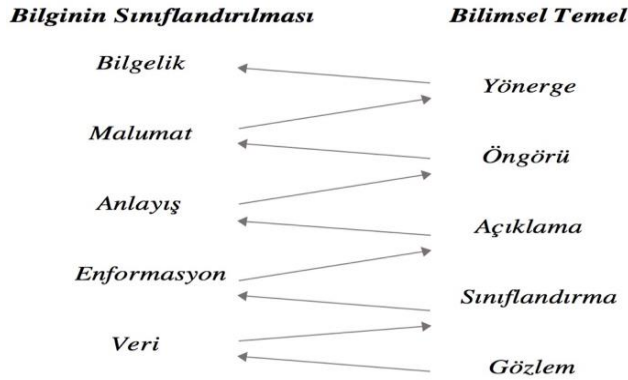 Bilginin Sınıflandırılması
Bilimsel Temel
Bilgelik
Yönerge
Malumat
Öngörü
Anlayış
Açıklama
Enformasyon
Sınıflandırma
Veri
Gözlem